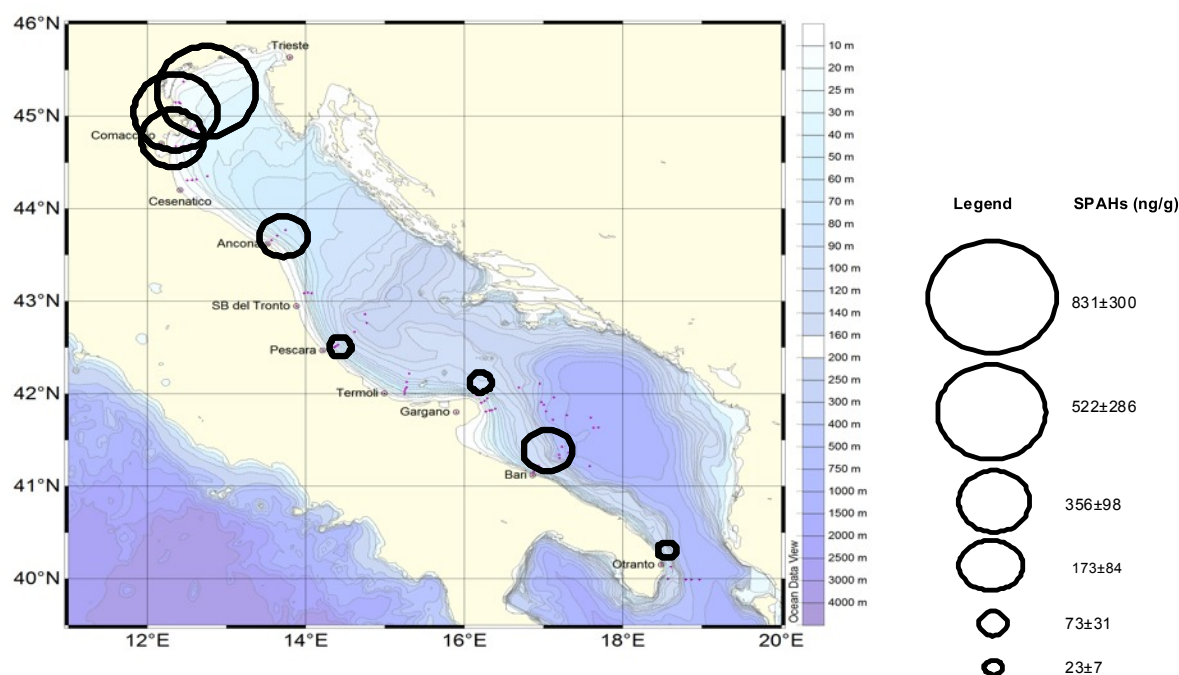 46°N
45°N
44°N
43°N
42°N
41°N
40°N
12°E
14°E
16°E
18°E
20°E
Trieste
Cesenatico
Ancona
SB del Tronto
Pescara
Termoli
Gargano
Bari
Otranto
10 m
20 m
25 m
30 m
40 m
50 m
60 m
70 m
80 m
90 m
100 m
120 m
140 m
160 m
200 m
250 m
300 m
400 m
500 m
750 m
1000 m
1500 m
2000 m
2500 m
3000 m
4000 m
Ocean Data View
Legend SPAHs (ng/g)
831±300
522±286
356±98
173±84
73±31
23±7